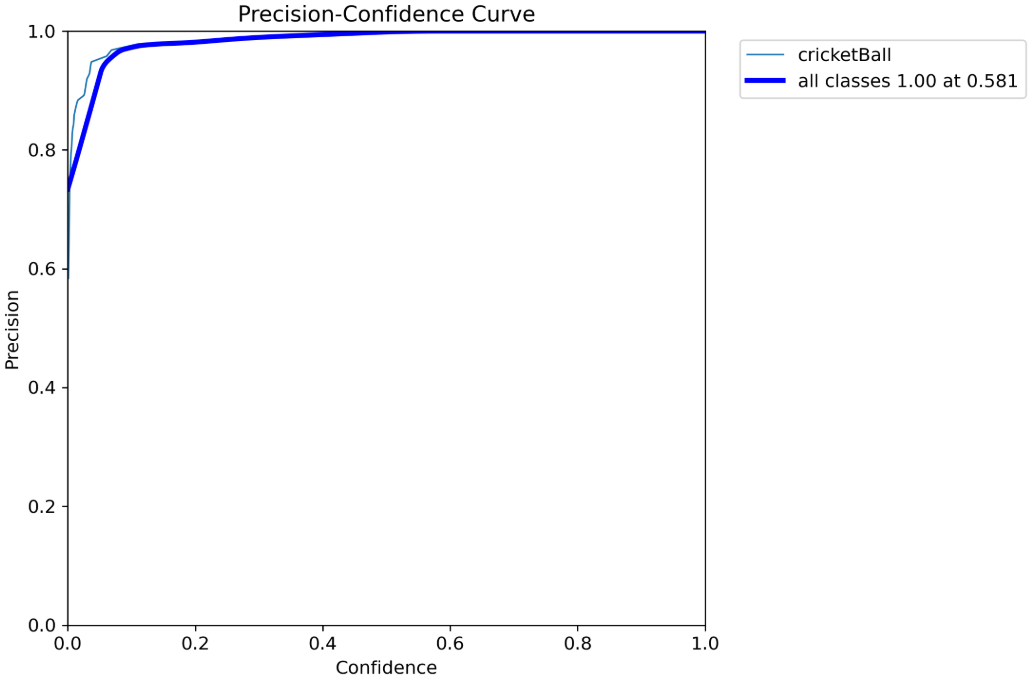 Precision-Confidence Curve
1.0
0.8
0.6
0.4
0.2
0.0
Precision
0.0 0.2 0.4 0.6 0.8 1.0
Confidence
cricketBall
all classes 1.00 at 0.581